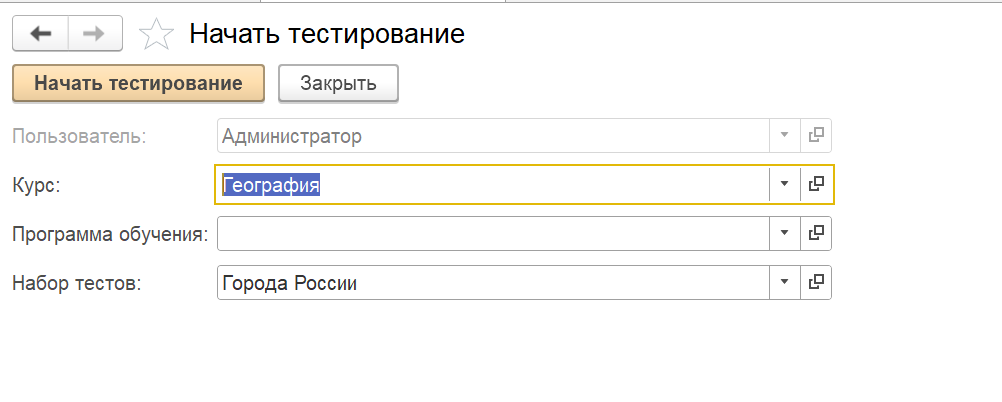 Начать тестирование
Начать тестирование Закрыть
Пользователь: Администратор
Курс: География
Программа обучения:
Набор тестов: Города России